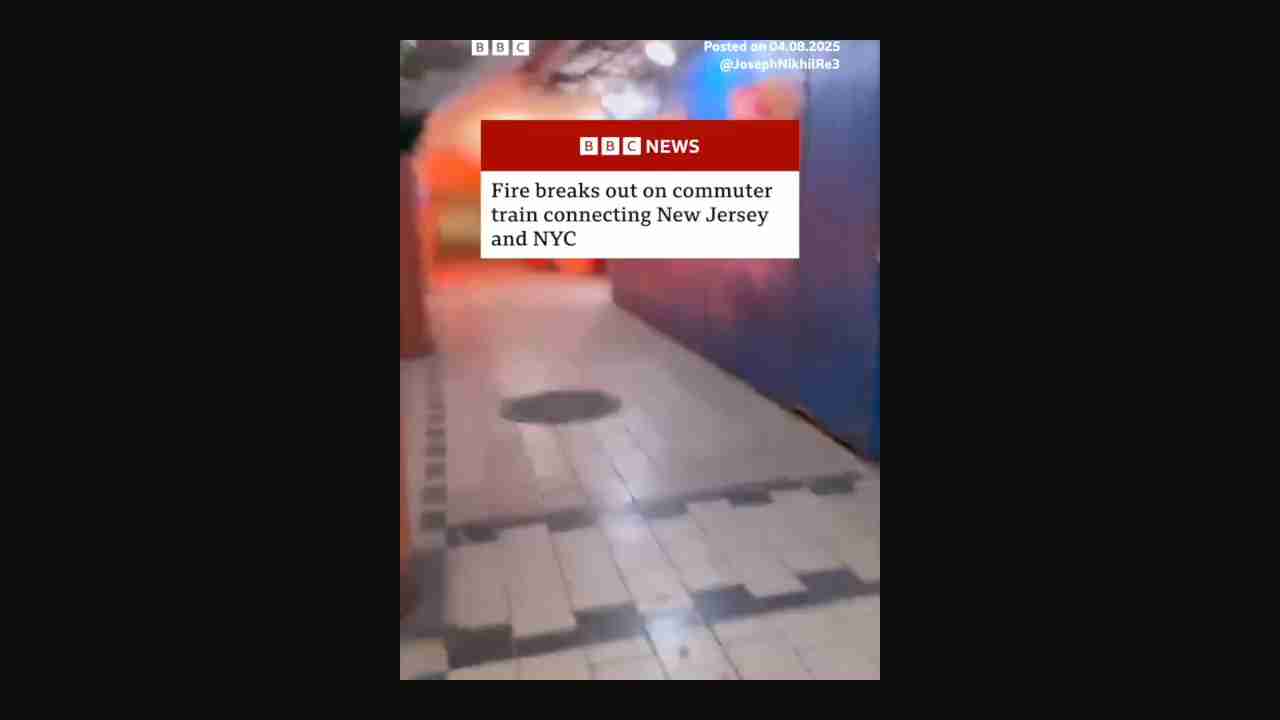 BBC
Posted on 04.08.2025
@JosephNikhilRe3
BBC NEWS
Fire breaks out on commuter
train connecting New Jersey
and NYC